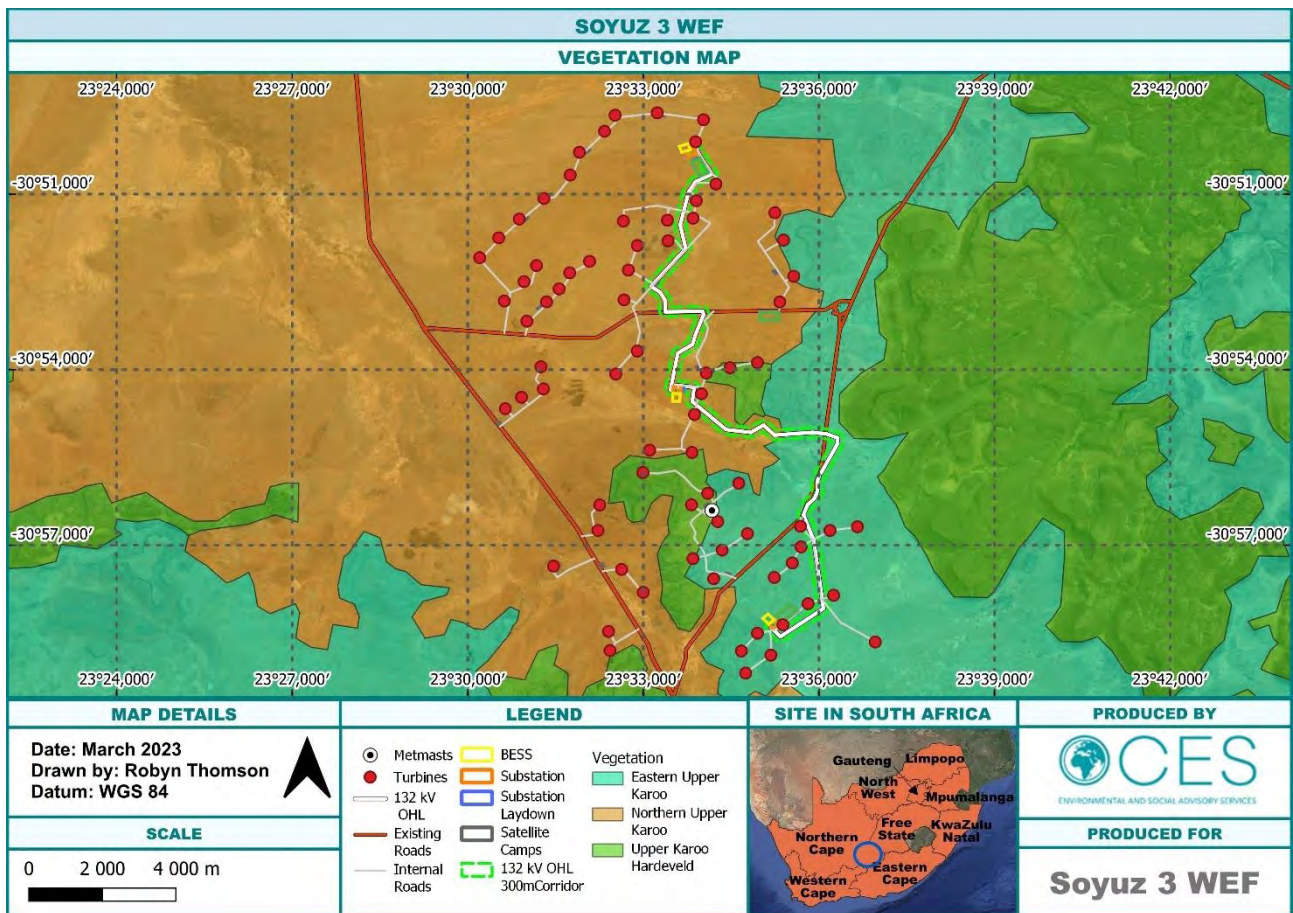 SOYUZ 3 WEF
VEGETATION MAP
23°24,000' 23°27,000' 23°30,000' 23°33,000' 23°36,000' 23°39,000' 23°42,000'
-30°51,000' -30°51,000'
-30°54,000' -30°54,000'
-30°57,000' -30°57,000'
23°24,000' 23°27,000' 23°30,000' 23°33,000' 23°36,000' 23°39,000' 23°42,000'
MAP DETAILS
Date: March 2023
Drawn by: Robyn Thomson
Datum: WGS 84
SCALE
0 2 000 4 000 m
LEGEND
Metmasts
Turbines
132 kV
OHL
Existing
Roads
Internal
Roads
BESS
Substation
Substation
Laydown
Satellite
Camps
132 kV OHL
300mCorridor
Vegetation
Eastern Upper
Karoo
Northern Upper
Karoo
Upper Karoo
Hardeveld
SITE IN SOUTH AFRICA
Gauteng
Limpopo
North
West
Mpumalanga
Free
State
KwaZulu
Natal
Northern
Cape
Eastern
Cape
Western
Cape
PRODUCED BY
CES
ENVIRONMENTAL AND SOCIAL ADVISORY SERVICES
PRODUCED FOR
Soyuz 3 WEF